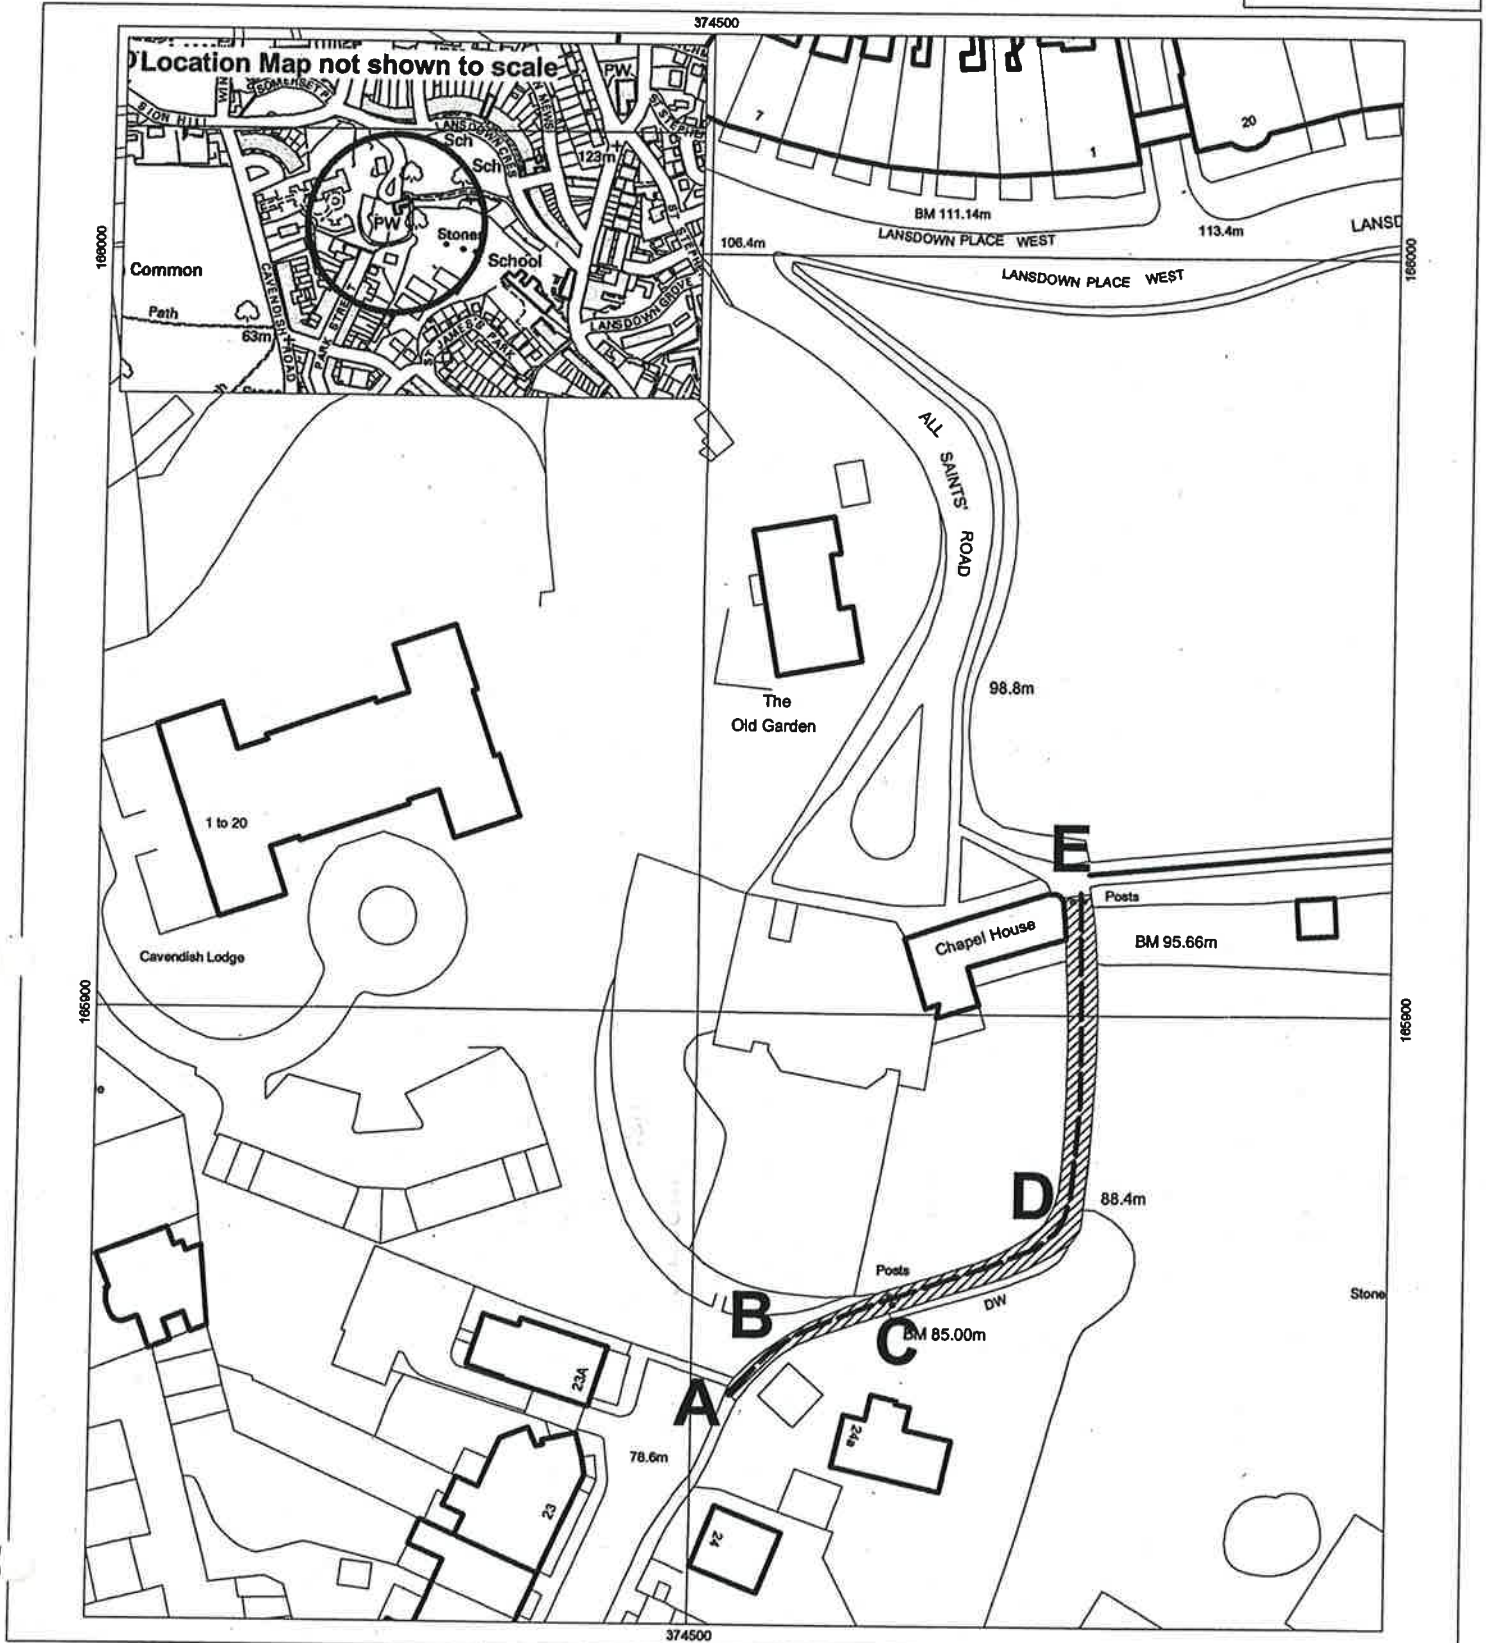 374500
Location Map not shown to scale
PW
SION HILL
SOMERSET
LANSDOWN CRES
Sch
Sch
123m
PW
Stones
School
Common
Path
63m
CAVENDISH ROAD
PARK STREET
ST JAMES'S PARK
LANSDOWN GROVE
166000
7
1
20
BM 111.14m
LANSDOWN PLACE WEST
113.4m
LANSD
106.4m
LANSDOWN PLACE WEST
166000
ALL SAINTS' ROAD
98.8m
The
Old Garden
1 to 20
E
Posts
Chapel House
BM 95.66m
Cavendish Lodge
165900
165900
D
88.4m
Posts
B
DW
Stone
C
BM 85.00m
A
23A
24a
78.6m
23
24
374500